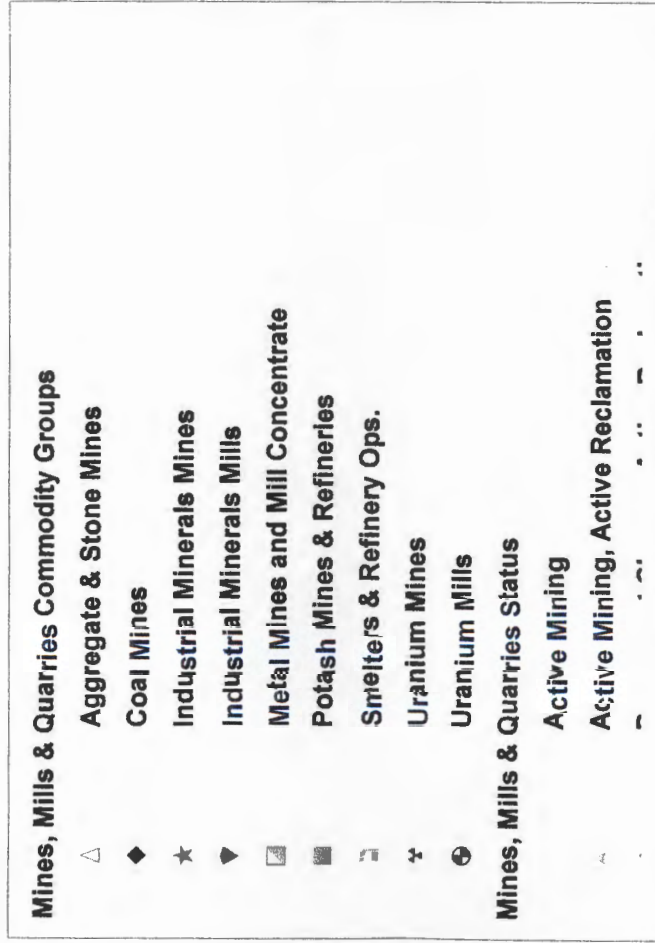 Mines, Mills & Quarries Commodity Groups
Aggregate & Stone Mines
Coal Mines
Industrial Minerals Mines
Industrial Minerals Mills
Metal Mines and Mill Concentrate
Potash Mines & Refineries
Smelters & Refinery Ops.
Uranium Mines
Uranium Mills
Mines, Mills & Quarries Status
Active Mining
Active Mining, Active Reclamation